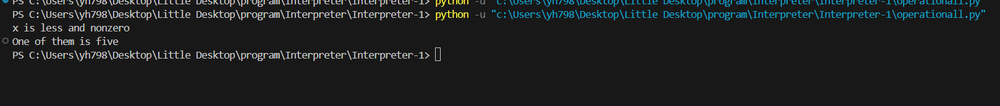 PS C:\Users\yh798\Desktop\Little Desktop\program\Interpreter\Interpreter-1> python -u "c:\Users\yh798\Desktop\Little Desktop\program\Interpreter\Interpreter-1\operationall.py"
PS C:\Users\yh798\Desktop\Little Desktop\program\Interpreter\Interpreter-1> python -u "c:\Users\yh798\Desktop\Little Desktop\program\Interpreter\Interpreter-1\operationall.py"
x is less and nonzero
One of them is five
PS C:\Users\yh798\Desktop\Little Desktop\program\Interpreter\Interpreter-1>